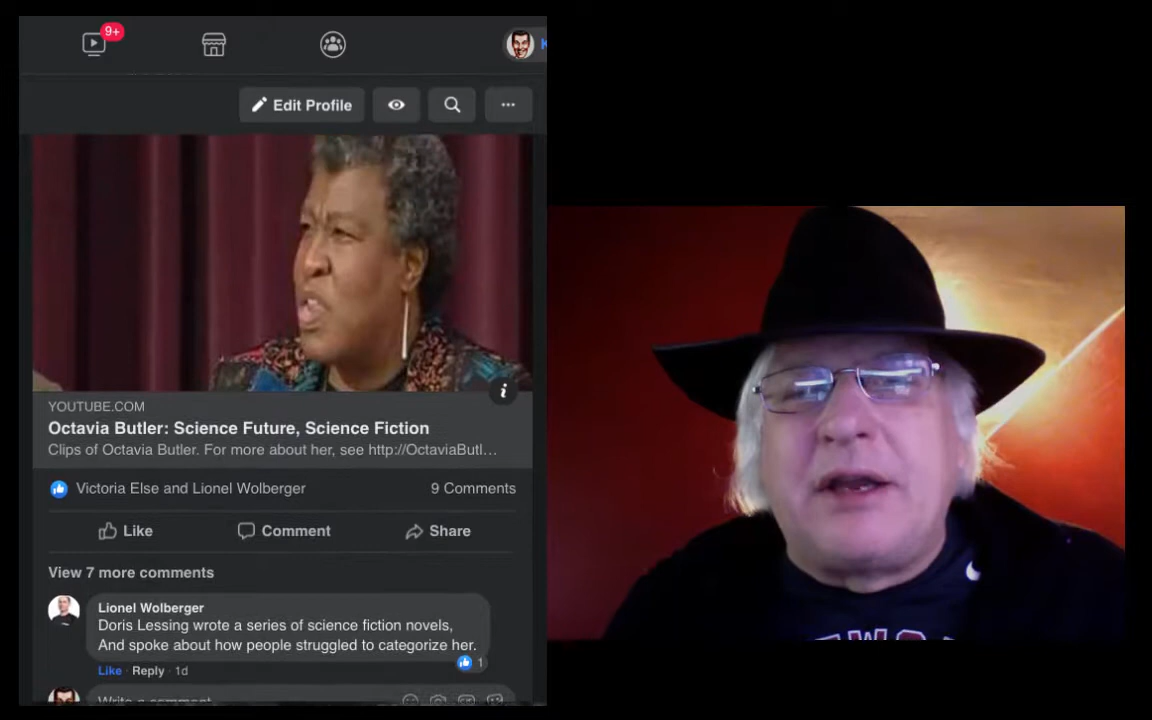 9+
K
Edit Profile
YOUTUBE.COM
Octavia Butler: Science Future, Science Fiction
Clips of Octavia Butler. For more about her, see http://OctaviaButl...
Victoria Else and Lionel Wolberger
9 Comments
Like
Comment
Share
View 7 more comments
Lionel Wolberger
Doris Lessing wrote a series of science fiction novels,
And spoke about how people struggled to categorize her.
1
Like · Reply · 1d
Write a comment